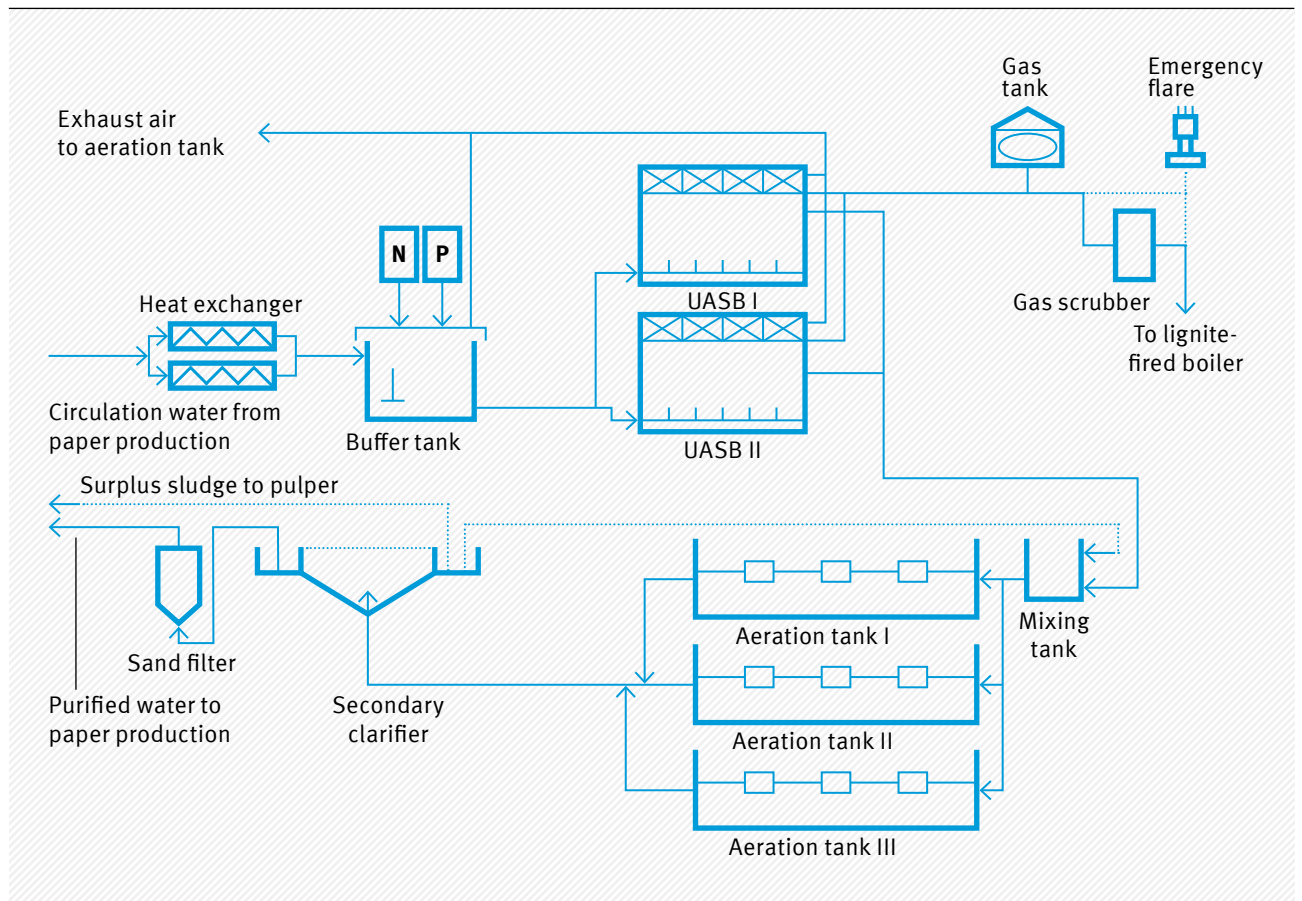 Gas
tank
Emergency
flare
Exhaust air
to aeration tank
N
P
Heat exchanger
UASB I
Gas scrubber
To lignite-
fired boiler
Circulation water from
paper production
Buffer tank
UASB II
Surplus sludge to pulper
Aeration tank I
Mixing
tank
Sand filter
Purified water to
paper production
Secondary
clarifier
Aeration tank II
Aeration tank III